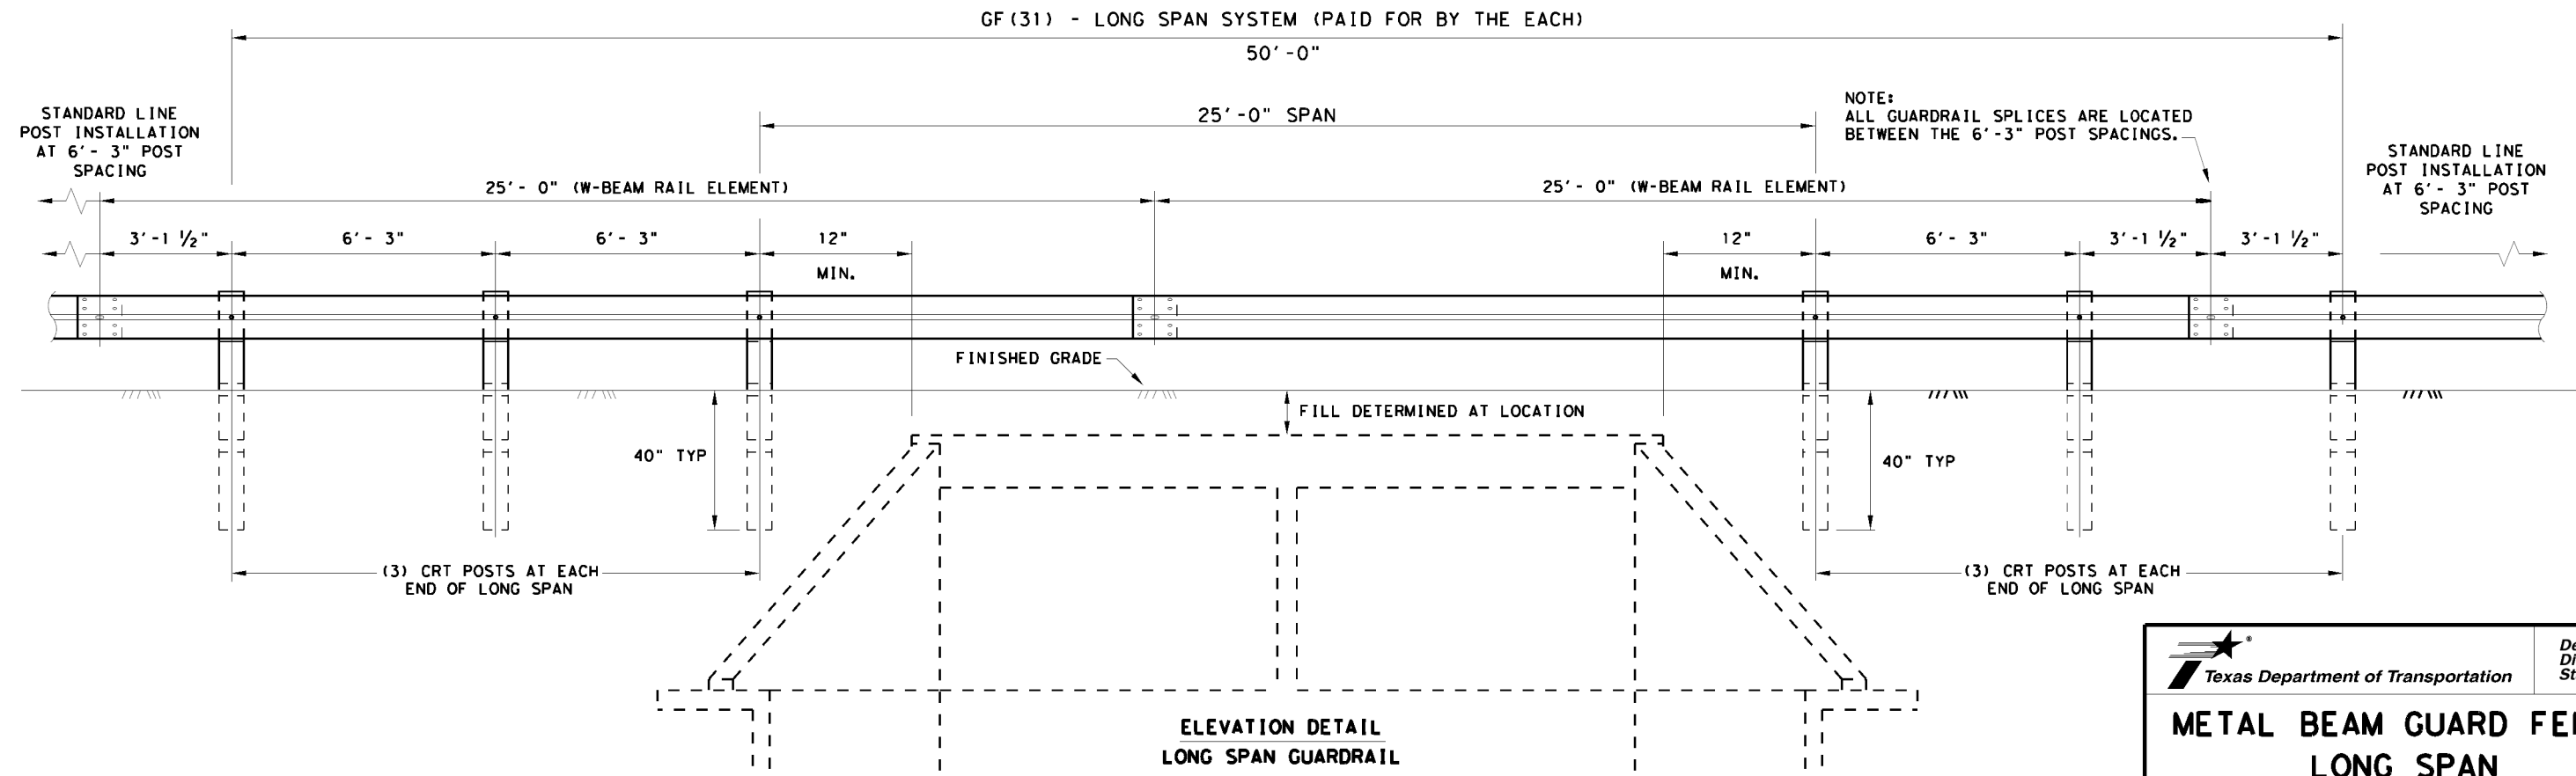 GF(31) - LONG SPAN SYSTEM (PAID FOR BY THE EACH)
50'-0"
STANDARD LINE
POST INSTALLATION
AT 6'- 3" POST
SPACING
25'-0" SPAN
NOTE:
ALL GUARDRAIL SPLICES ARE LOCATED
BETWEEN THE 6'-3" POST SPACINGS.
STANDARD LINE
POST INSTALLATION
AT 6'- 3" POST
SPACING
25'- 0" (W-BEAM RAIL ELEMENT)
25'- 0" (W-BEAM RAIL ELEMENT)
3'-1 ½"
6'- 3"
6'- 3"
12"
MIN.
12"
MIN.
6'- 3"
3'-1 ½"
3'-1 ½"
FINISHED GRADE
FILL DETERMINED AT LOCATION
40" TYP
40" TYP
(3) CRT POSTS AT EACH
END OF LONG SPAN
(3) CRT POSTS AT EACH
END OF LONG SPAN
ELEVATION DETAIL
LONG SPAN GUARDRAIL
®
Texas Department of Transportation
METAL BEAM GUARD
LONG SPAN